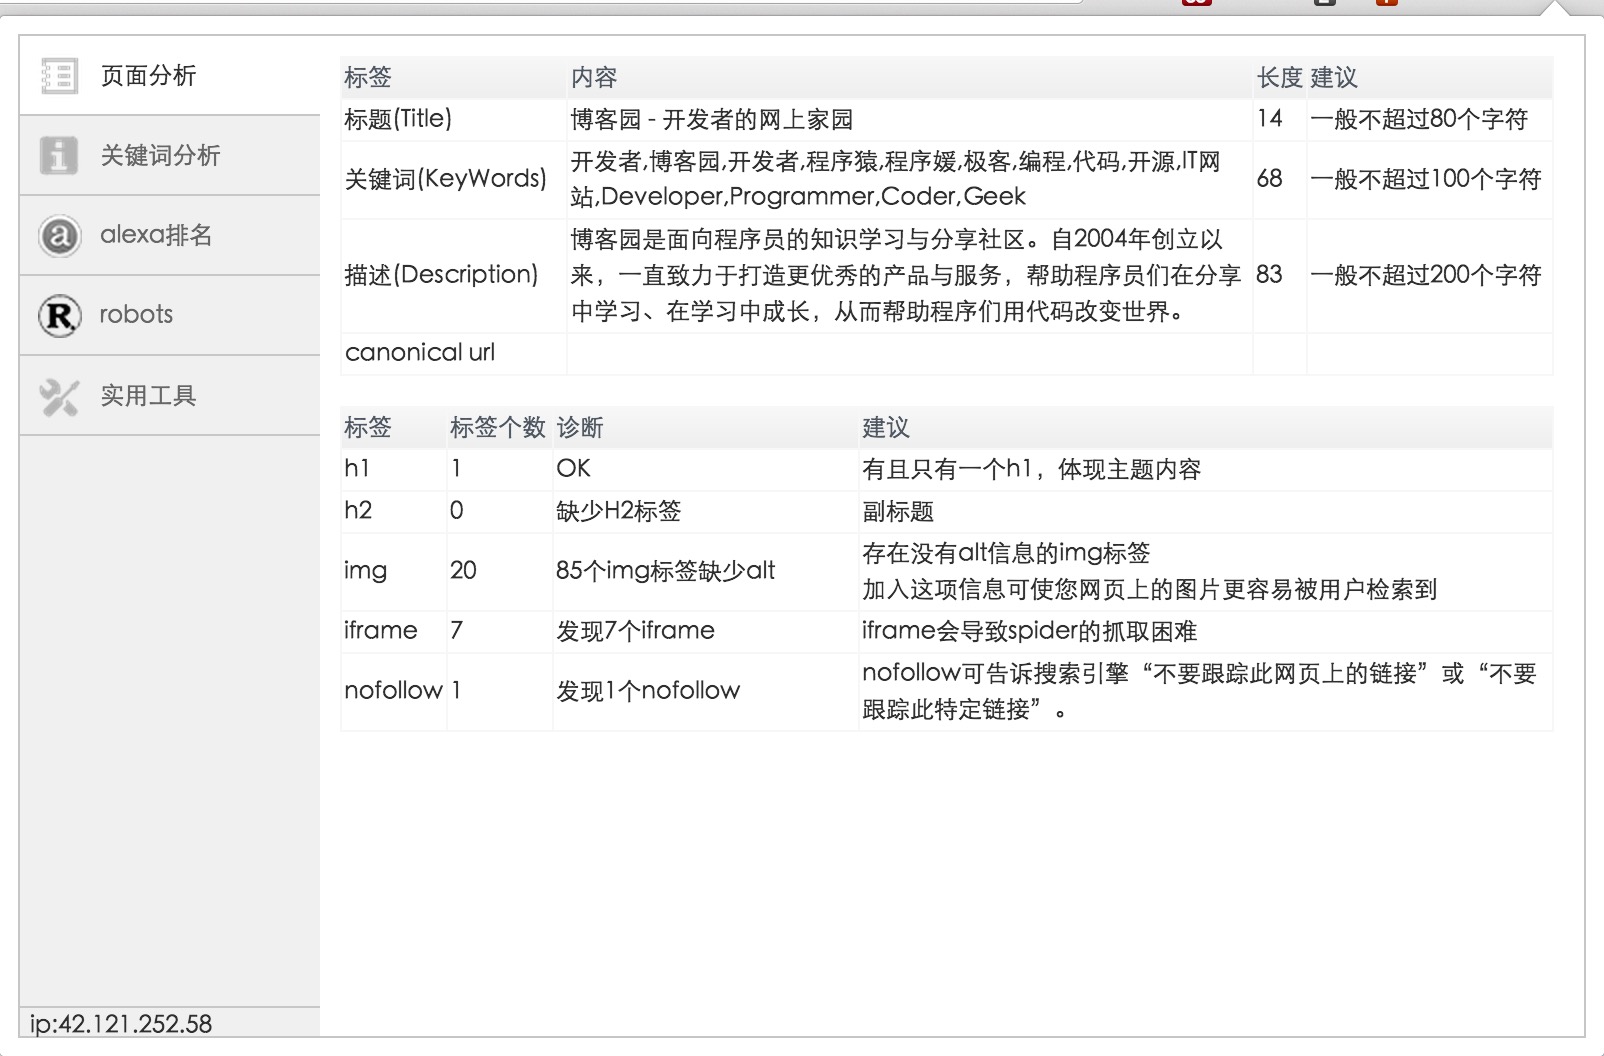 页面分析
关键词分析
alexa排名
robots
实用工具
ip:42.121.252.58
标签 内容 长度 建议
标题(Title) 博客园 - 开发者的网上家园 14 一般不超过80个字符
关键词(KeyWords) 开发者,博客园,开发者,程序猿,程序媛,极客,编程,代码,开源,IT网
站,Developer,Programmer,Coder,Geek 68 一般不超过100个字符
描述(Description) 博客园是面向程序员的知识学习与分享社区。自2004年创立以
来，一直致力于打造更优秀的产品与服务，帮助程序员们在分享
中学习、在学习中成长，从而帮助程序们用代码改变世界。 83 一般不超过200个字符
canonical url
标签 标签个数 诊断 建议
h1 1 OK 有且只有一个h1，体现主题内容
h2 0 缺少H2标签 副标题
img 20 85个img标签缺少alt 存在没有alt信息的img标签
加入这项信息可使您网页上的图片更容易被用户检索到
iframe 7 发现7个iframe iframe会导致spider的抓取困难
nofollow 1 发现1个nofollow nofollow可告诉搜索引擎“不要跟踪此网页上的链接”或“不要
跟踪此特定链接”。